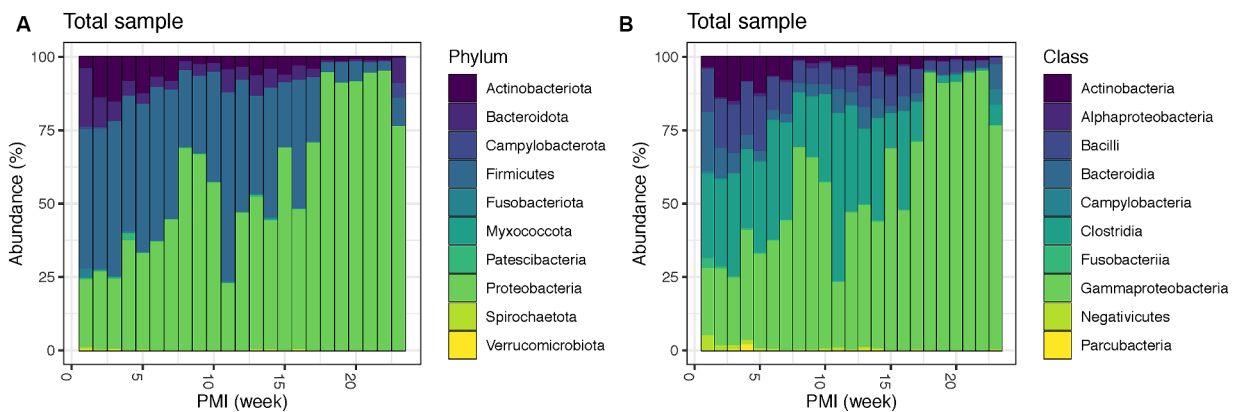 A
Total sample
Abundance (%)
100
75
50
25
0
0
5
10
15
20
PMI (week)
Phylum
Actinobacteriota
Bacteroidota
Campylobacterota
Firmicutes
Fusobacteriota
Myxococcota
Patescibacteria
Proteobacteria
Spirochaetota
Verrucomicrobiota
B
Total sample
Abundance (%)
100
75
50
25
0
0
5
10
15
20
PMI (week)
Class
Actinobacteria
Alphaproteobacteria
Bacilli
Bacteroidia
Campylobacteria
Clostridia
Fusobacteriia
Gammaproteobacteria
Negativicutes
Parcubacteria